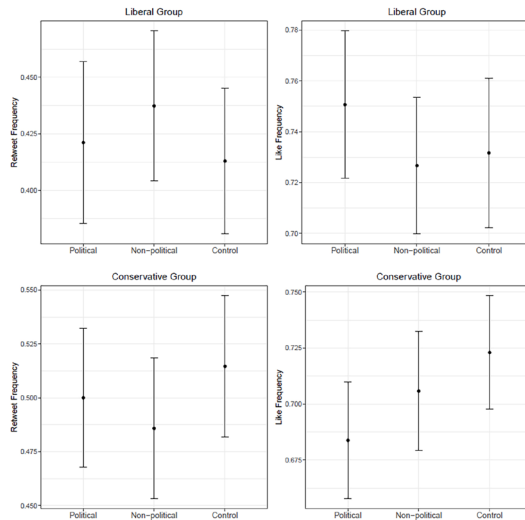 Liberal Group
Retweet Frequency
0.450
0.425
0.400
Political Non-political Control
Liberal Group
Like Frequency
0.78
0.76
0.74
0.72
0.70
Political Non-political Control
Conservative Group
Retweet Frequency
0.550
0.525
0.500
0.475
0.450
Political Non-political Control
Conservative Group
Like Frequency
0.750
0.725
0.700
0.675
Political Non-political Control